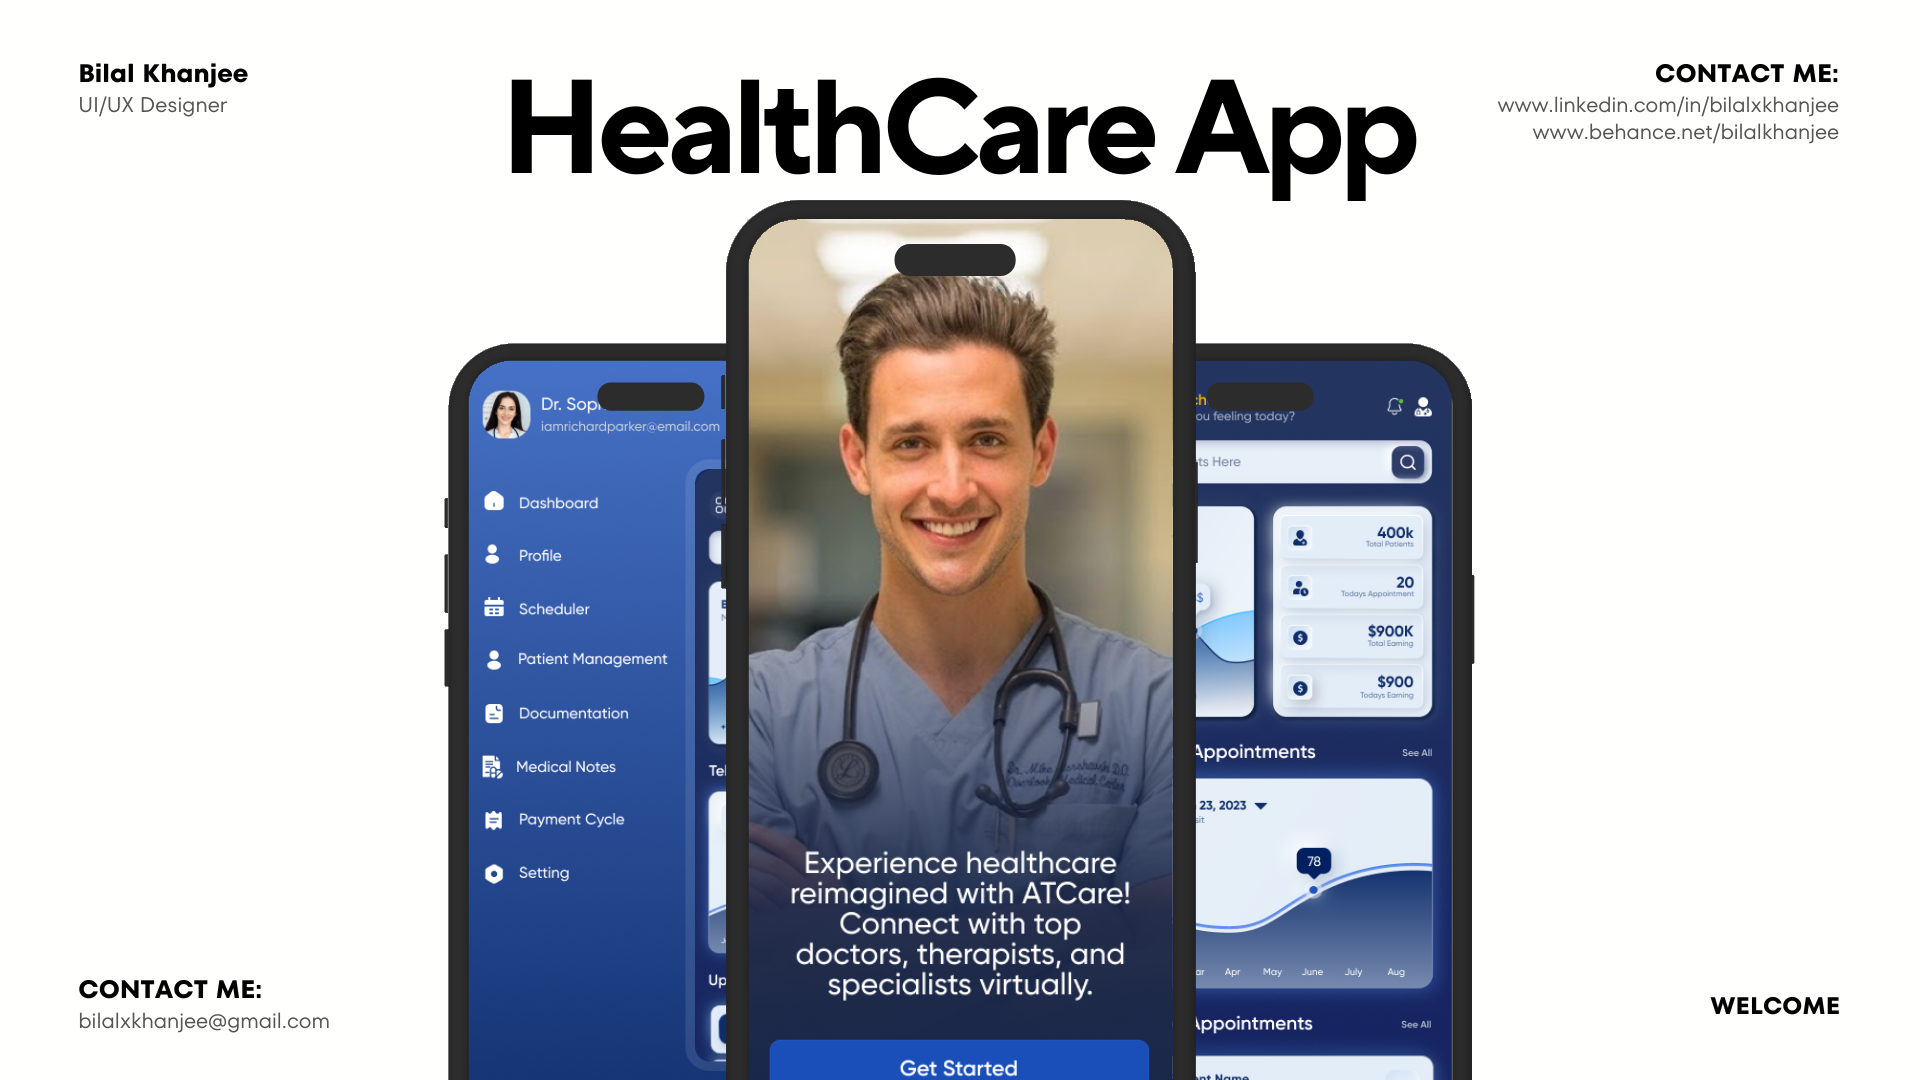 Bilal Khanjee
UI/UX Designer
HealthCare App
CONTACT ME:
www.linkedin.com/in/bilalxkhanjee
www.behance.net/bilalkhanjee
Dr.
iamrichardparker@email.com
Dashboard
Profile
Scheduler
Patient Management
Documentation
Medical Notes
Payment Cycle
Setting
Experience healthcare
reimagined with ATCare!
Connect with top
doctors, therapists, and
specialists virtually.
Get Started
feeling today?
Here
400k
Total Patients
20
Todays Appointment
$900K
Total Earning
$900
Todays Earning
Appointments
See All
23, 2023
78
Apr May June July Aug
Appointments
See All
Name
CONTACT ME:
bilalxkhanjee@gmail.com
WELCOME